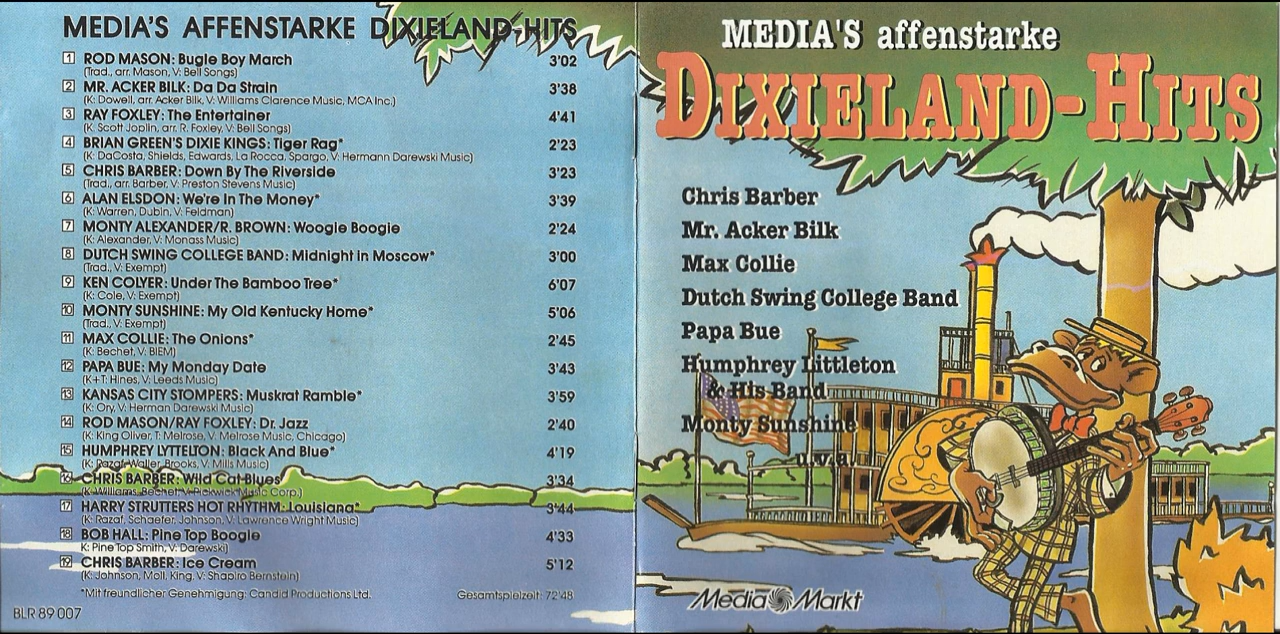 MEDIA'S AFFENSTARKE DIXIELAND-HITS
1 ROD MASON: Bugle Boy March 3'02
(Trad., arr. Mason, V: Bell Songs)
2 MR. ACKER BILK: Da Da Strain 3'38
(K: Dowell, arr. Acker Bilk, V: Williams Clarence Music, MCA Inc.)
3 RAY FOXLEY: The Entertainer 4'41
(K: Scott Joplin, arr. R. Foxley, V: Bell Songs)
4 BRIAN GREEN'S DIXIE KINGS: Tiger Rag* 2'23
(K: DaCosta, Shields, Edwards, La Rocca, Spargo, V: Hermann Darewski Music)
5 CHRIS BARBER: Down By The Riverside 3'23
(Trad., arr. Barber, V: Preston Stevens Music)
6 ALAN ELSDON: We're In The Money* 3'39
(K: Warren, Dubin, V: Feldman)
7 MONTY ALEXANDER/R. BROWN: Woogie Boogie 2'24
(K: Alexander, V: Monass Music)
8 DUTCH SWING COLLEGE BAND: Midnight in Moscow* 3'00
(Trad., V: Exempt)
9 KEN COLYER: Under The Bamboo Tree* 6'07
(K: Cole, V: Exempt)
10 MONTY SUNSHINE: My Old Kentucky Home* 5'06
(Trad., V: Exempt)
11 MAX COLLIE: The Onions* 2'45
(K: Bechet, V: BIEM)
12 PAPA BUE: My Monday Date 3'43
(K+T: Hines, V: Leeds Music)
13 KANSAS CITY STOMPERS: Muskrat Ramble* 3'59
(K: Ory, V: Herman Darewski Music)
14 ROD MASON/RAY FOXLEY: Dr. Jazz 2'40
(K: King Oliver, T: Melrose, V: Melrose Music, Chicago)
15 HUMPHREY LYTTELTON: Black And Blue* 4'19
(K: Razaf, Waller, Brooks, V: Mills Music)
16 CHRIS BARBER: Wild Cat Blues 3'34
(K: Williams, Bechet, V: Pickwick Music Corp.)
17 HARRY STRUTTERS HOT RHYTHM: Louisiana* 3'44
(K: Razaf, Schaefer, Johnson, V: Lawrence Wright Music)
18 BOB HALL: Pine Top Boogie 4'33
K: Pine Top Smith, V: Darewski)
19 CHRIS BARBER: Ice Cream 5'12
(K: Johnson, Moll, King, V: Shapiro Bernstein)
*Mit freundlicher Genehmigung: Candid Productions Ltd. Gesamtspielzeit: 72'48
BLR 89 007
MEDIA'S affenstarke
DIXIELAND-HITS
Chris Barber
Mr. Acker Bilk
Max Collie
Dutch Swing College Band
Papa Bue
Humphrey Littleton
& His Band
Monty Sunshine
u.v.a.
Media Markt